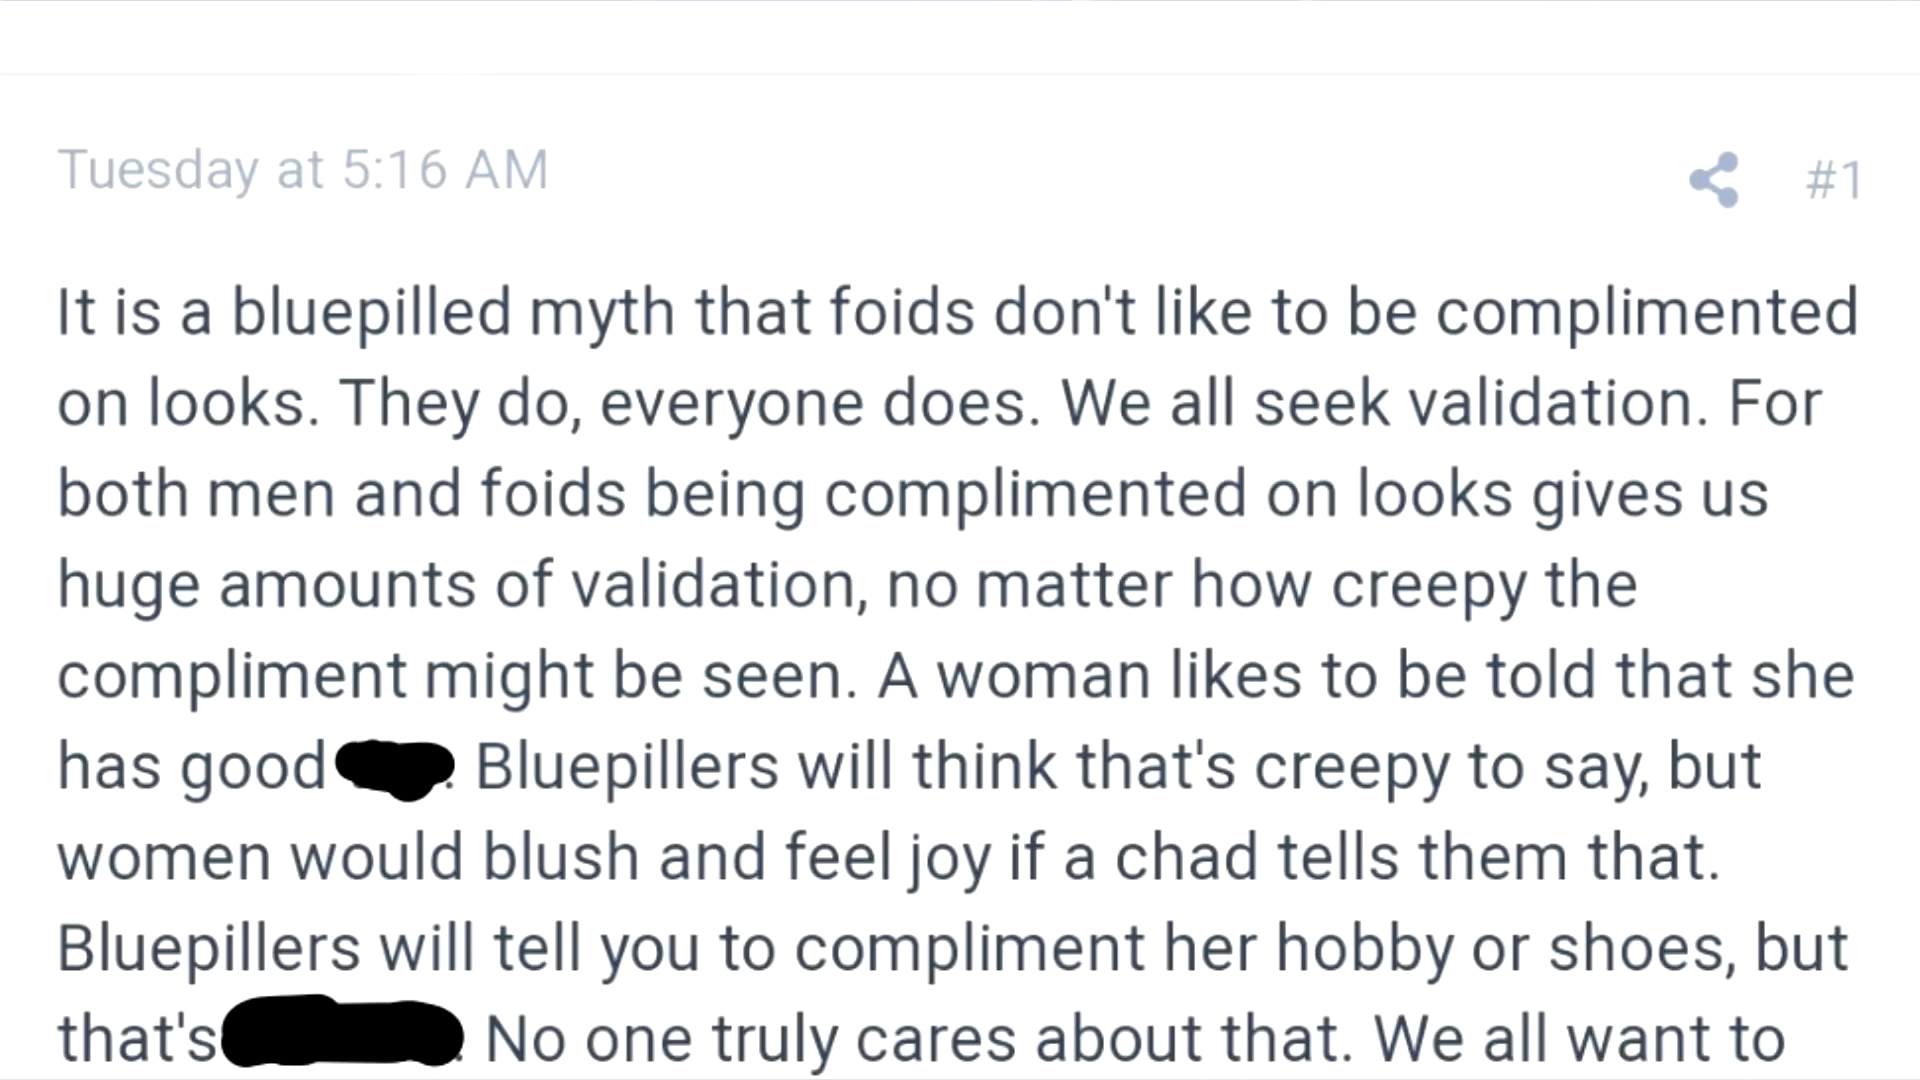 Tuesday at 5:16 AM
#1
It is a bluepilled myth that foids don't like to be complimented
on looks. They do, everyone does. We all seek validation. For
both men and foids being complimented on looks gives us
huge amounts of validation, no matter how creepy the
compliment might be seen. A woman likes to be told that she
has good . Bluepillers will think that's creepy to say, but
women would blush and feel joy if a chad tells them that.
Bluepillers will tell you to compliment her hobby or shoes, but
that's . No one truly cares about that. We all want to